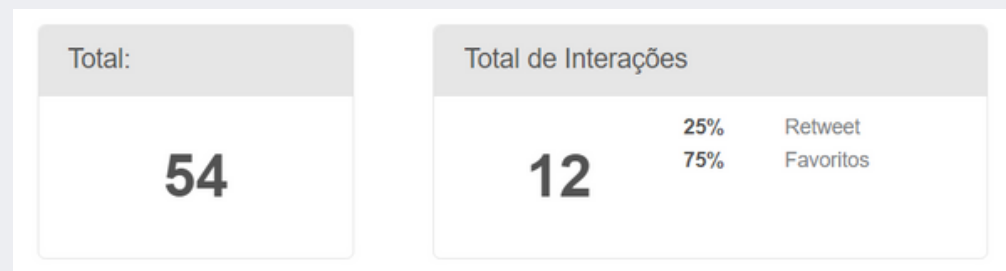 Total:
54
Total de Interações
12
25% Retweet
75% Favoritos